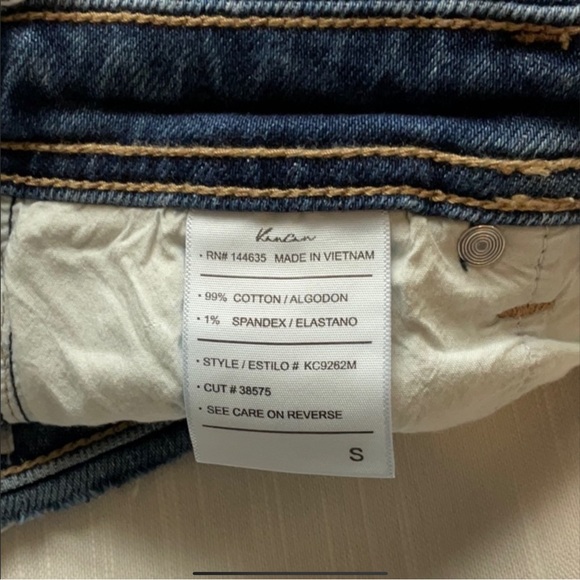 KanCan
• RN# 144635 MADE IN VIETNAM
• 99% COTTON / ALGODON
• 1% SPANDEX / ELASTANO
• STYLE / ESTILO # KC9262M
• CUT # 38575
• SEE CARE ON REVERSE
S